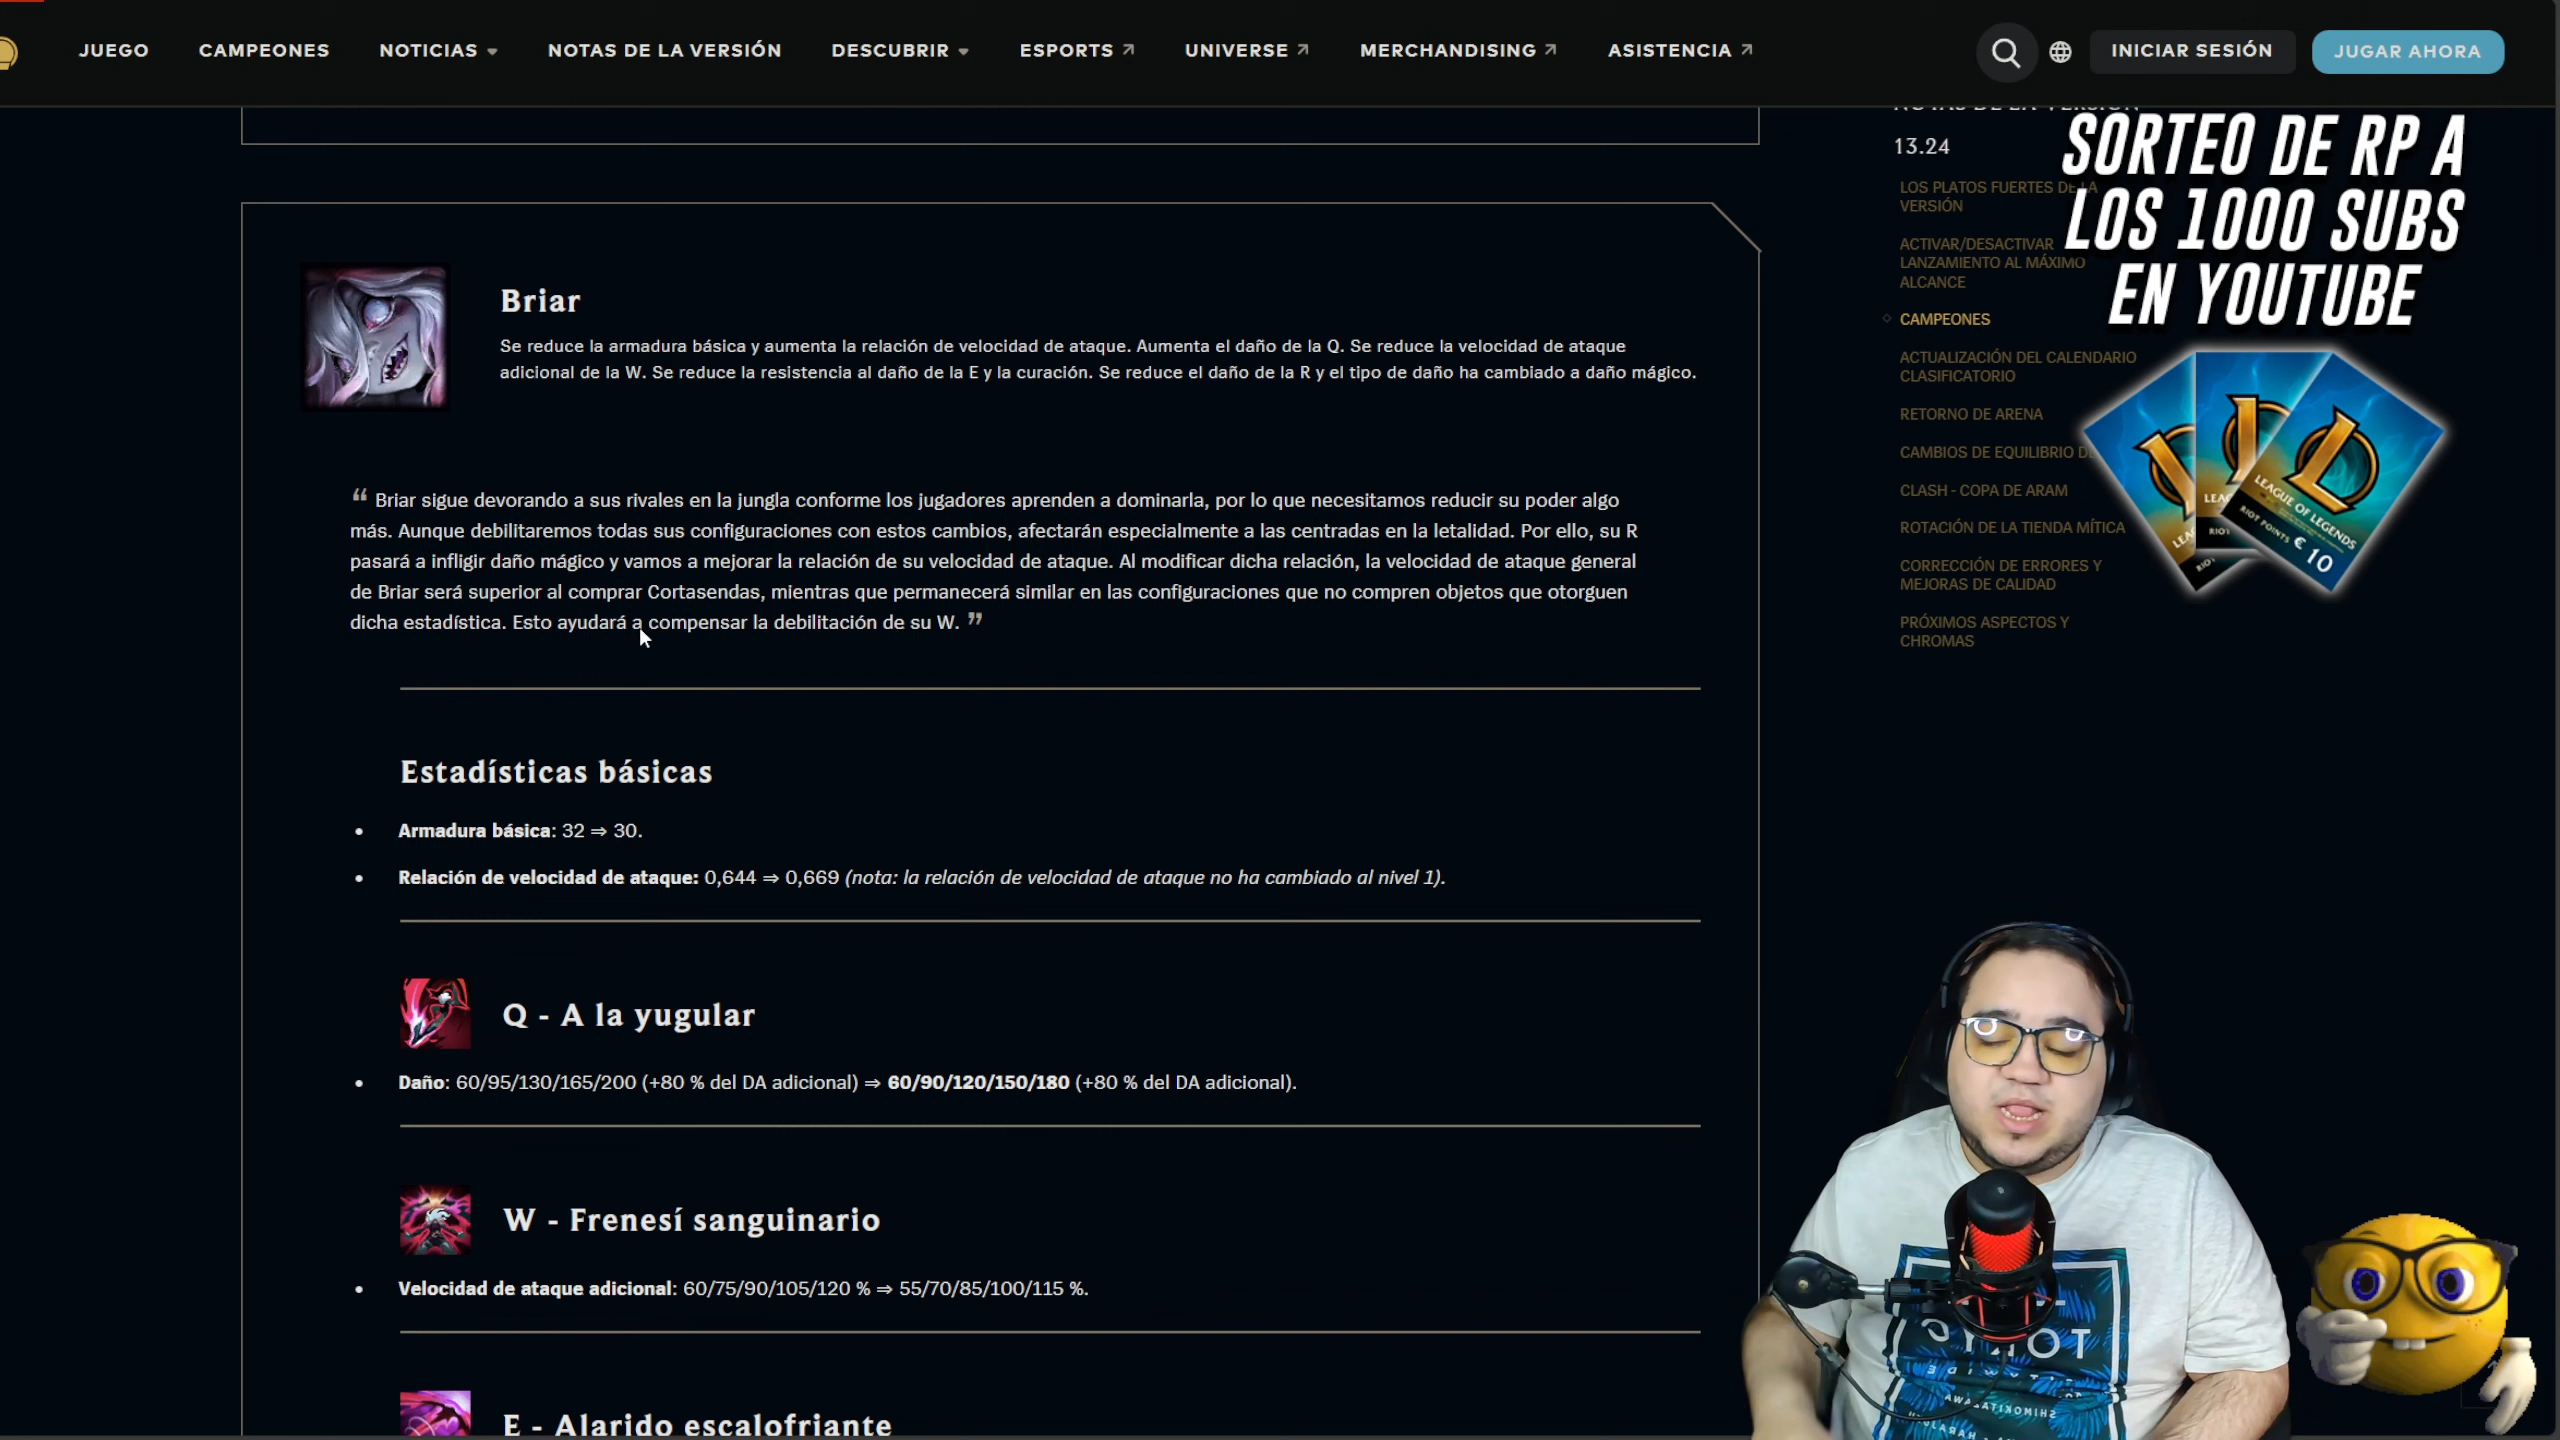 JUEGO CAMPEONES NOTICIAS NOTAS DE LA VERSIÓN DESCUBRIR ESPORTS UNIVERSE MERCHANDISING ASISTENCIA INICIAR SESIÓN JUGAR AHORA
Briar
Se reduce la armadura básica y aumenta la relación de velocidad de ataque. Aumenta el daño de la Q. Se reduce la velocidad de ataque
adicional de la W. Se reduce la resistencia al daño de la E y la curación. Se reduce el daño de la R y el tipo de daño ha cambiado a daño mágico.
“ Briar sigue devorando a sus rivales en la jungla conforme los jugadores aprenden a dominarla, por lo que necesitamos reducir su poder algo
más. Aunque debilitaremos todas sus configuraciones con estos cambios, afectarán especialmente a las centradas en la letalidad. Por ello, su R
pasará a infligir daño mágico y vamos a mejorar la relación de su velocidad de ataque. Al modificar dicha relación, la velocidad de ataque general
de Briar será superior al comprar Cortasendas, mientras que permanecerá similar en las configuraciones que no compren objetos que otorguen
dicha estadística. Esto ayudará a compensar la debilitación de su W. ”
Estadísticas básicas
• Armadura básica: 32 ⇒ 30.
• Relación de velocidad de ataque: 0,644 ⇒ 0,669 (nota: la relación de velocidad de ataque no ha cambiado al nivel 1).
Q - A la yugular
• Daño: 60/95/130/165/200 (+80 % del DA adicional) ⇒ 60/90/120/150/180 (+80 % del DA adicional).
W - Frenesí sanguinario
• Velocidad de ataque adicional: 60/75/90/105/120 % ⇒ 55/70/85/100/115 %.
E - Alarido escalofriante
NOTAS DE LA VERSIÓN
13.24
LOS PLATOS FUERTES DE LA
VERSIÓN
ACTIVAR/DESACTIVAR
LANZAMIENTO AL MÁXIMO
ALCANCE
CAMPEONES
ACTUALIZACIÓN DEL CALENDARIO
CLASIFICATORIO
RETORNO DE ARENA
CAMBIOS DE EQUILIBRIO
CLASH - COPA DE ARAM
ROTACIÓN DE LA TIENDA MÍTICA
CORRECCIÓN DE ERRORES Y
MEJORAS DE CALIDAD
PRÓXIMOS ASPECTOS Y
CHROMAS
SORTEO DE RP A
LOS 1000 SUBS
EN YOUTUBE
LEAGUE OF LEGENDS
RIOT POINTS € 10